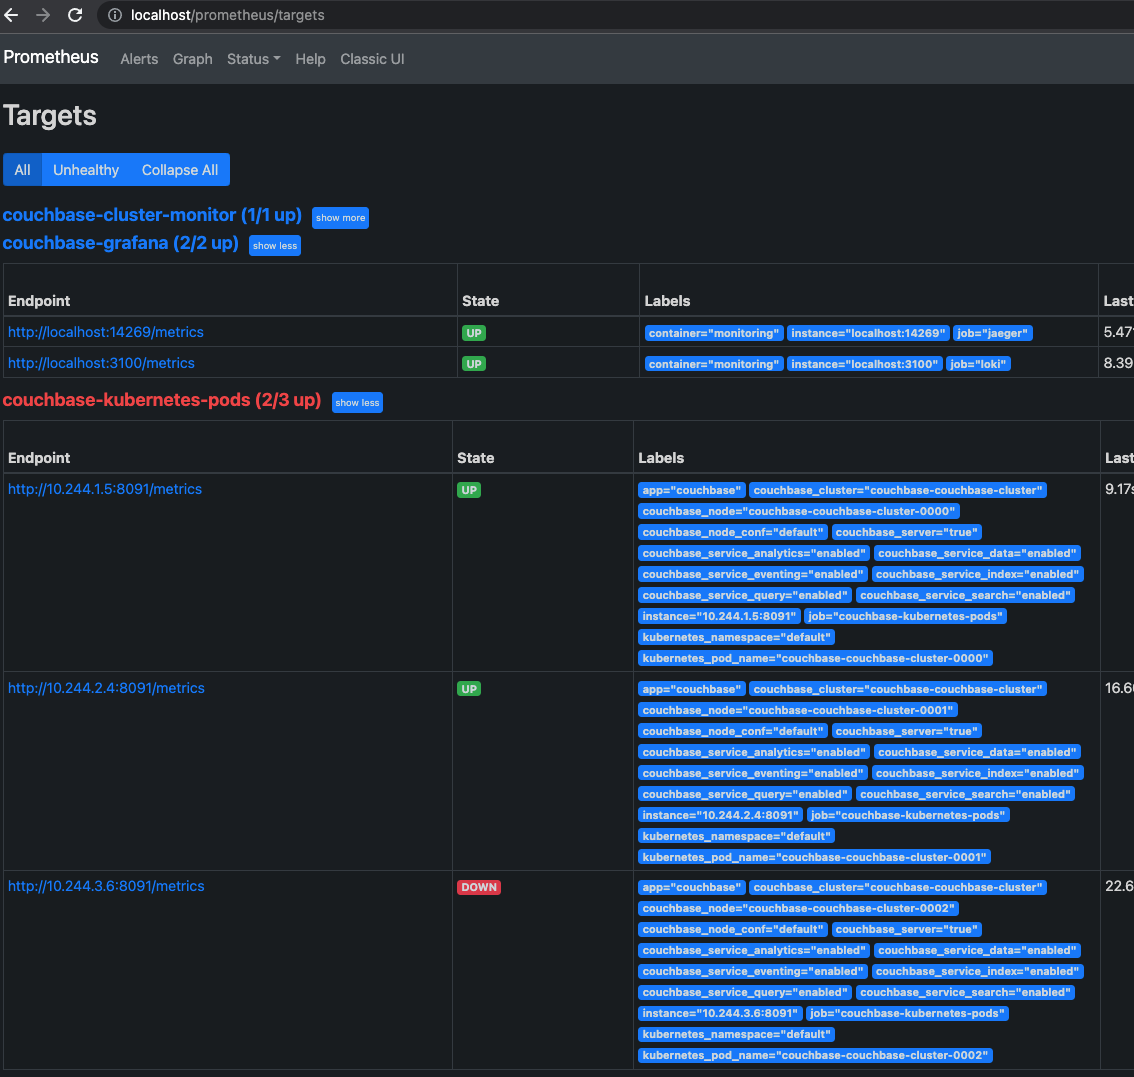 localhost/prometheus/targets
Prometheus Alerts Graph Status Help Classic UI
Targets
All Unhealthy Collapse All
couchbase-cluster-monitor (1/1 up) show more
couchbase-grafana (2/2 up) show less
Endpoint State Labels Last
http://localhost:14269/metrics UP container="monitoring" instance="localhost:14269" job="jaeger" 5.47
http://localhost:3100/metrics UP container="monitoring" instance="localhost:3100" job="loki" 8.39
couchbase-kubernetes-pods (2/3 up) show less
Endpoint State Labels Last
http://10.244.1.5:8091/metrics UP app="couchbase" couchbase_cluster="couchbase-couchbase-cluster" 9.17s
couchbase_node="couchbase-couchbase-cluster-0000"
couchbase_node_conf="default" couchbase_server="true"
couchbase_service_analytics="enabled" couchbase_service_data="enabled"
couchbase_service_eventing="enabled" couchbase_service_index="enabled"
couchbase_service_query="enabled" couchbase_service_search="enabled"
instance="10.244.1.5:8091" job="couchbase-kubernetes-pods"
kubernetes_namespace="default"
kubernetes_pod_name="couchbase-couchbase-cluster-0000"
http://10.244.2.4:8091/metrics UP app="couchbase" couchbase_cluster="couchbase-couchbase-cluster" 16.6
couchbase_node="couchbase-couchbase-cluster-0001"
couchbase_node_conf="default" couchbase_server="true"
couchbase_service_analytics="enabled" couchbase_service_data="enabled"
couchbase_service_eventing="enabled" couchbase_service_index="enabled"
couchbase_service_query="enabled" couchbase_service_search="enabled"
instance="10.244.2.4:8091" job="couchbase-kubernetes-pods"
kubernetes_namespace="default"
kubernetes_pod_name="couchbase-couchbase-cluster-0001"
http://10.244.3.6:8091/metrics DOWN app="couchbase" couchbase_cluster="couchbase-couchbase-cluster" 22.6
couchbase_node="couchbase-couchbase-cluster-0002"
couchbase_node_conf="default" couchbase_server="true"
couchbase_service_analytics="enabled" couchbase_service_data="enabled"
couchbase_service_eventing="enabled" couchbase_service_index="enabled"
couchbase_service_query="enabled" couchbase_service_search="enabled"
instance="10.244.3.6:8091" job="couchbase-kubernetes-pods"
kubernetes_namespace="default"
kubernetes_pod_name="couchbase-couchbase-cluster-0002"